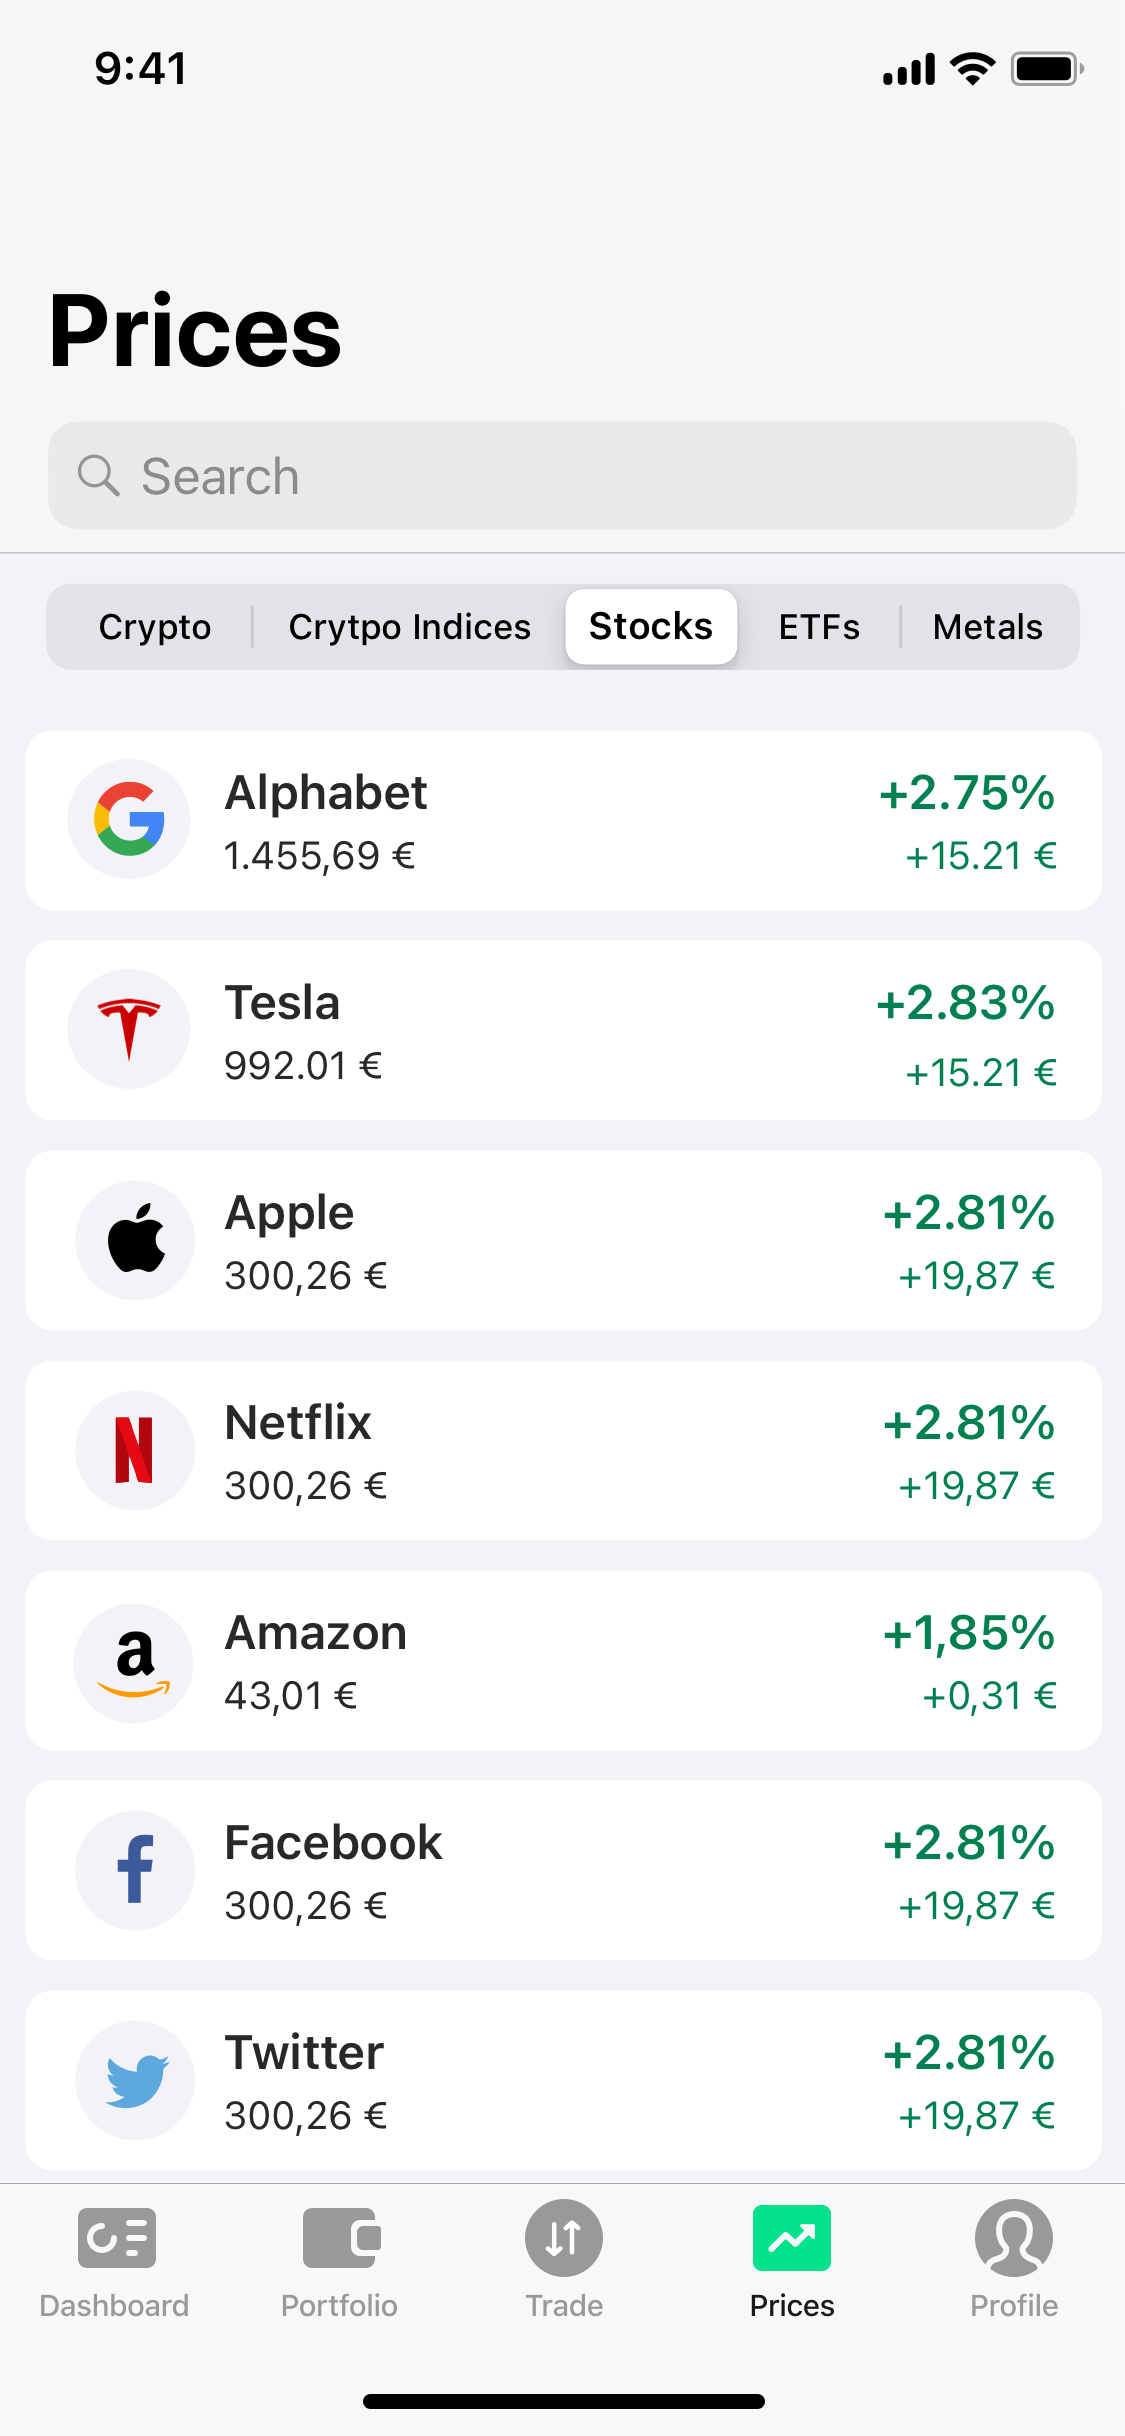 9:41
Prices
Search
Crypto
Crytpo Indices
Stocks
ETFs
Metals
Alphabet
+2.75%
1.455,69 €
+15.21 €
Tesla
+2.83%
992.01 €
+15.21 €
Apple
+2.81%
300,26 €
+19,87 €
Netflix
+2.81%
300,26 €
+19,87 €
Amazon
+1,85%
43,01 €
+0,31 €
Facebook
+2.81%
300,26 €
+19,87 €
Twitter
+2.81%
300,26 €
+19,87 €
Dashboard
Portfolio
Trade
Prices
Profile